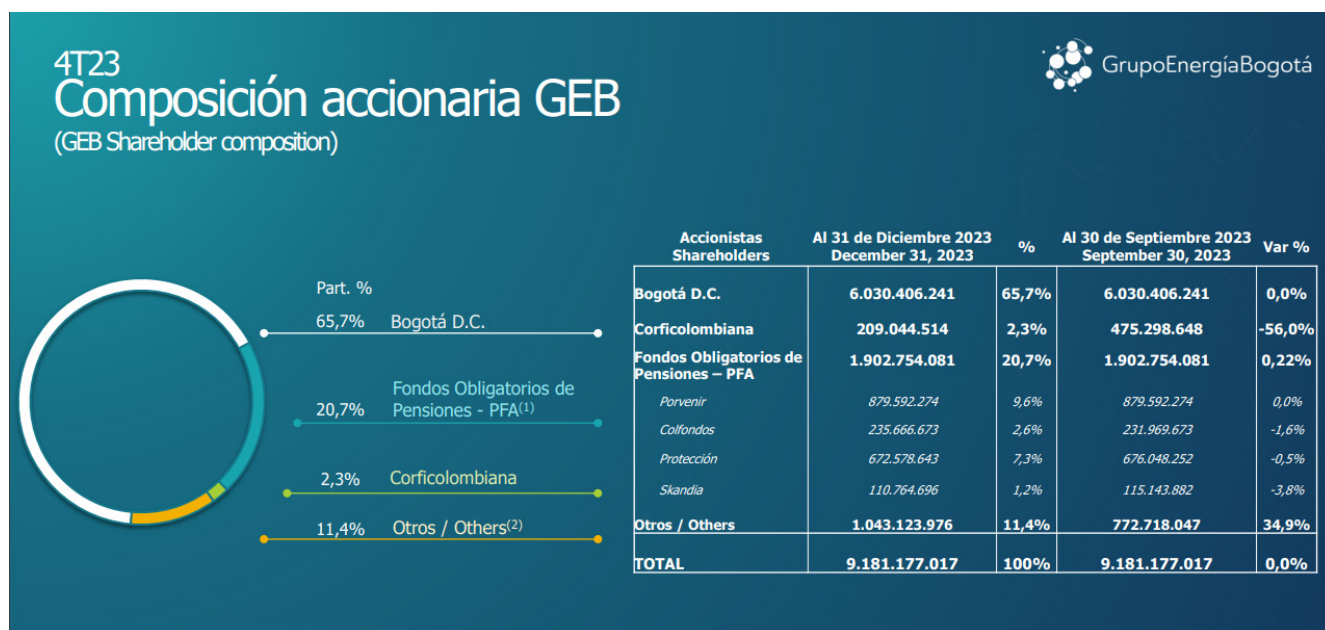 4T23
Composición accionaria GEB
(GEB Shareholder composition)
GrupoEnergíaBogotá
Part. %
65,7% Bogotá D.C.
20,7% Fondos Obligatorios de
Pensiones - PFA(1)
2,3% Corficolombiana
11,4% Otros / Others(2)
Accionistas Al 31 de Diciembre 2023 % Al 30 de Septiembre 2023 Var %
Shareholders December 31, 2023 September 30, 2023
Bogotá D.C. 6.030.406.241 65,7% 6.030.406.241 0,0%
Corficolombiana 209.044.514 2,3% 475.298.648 -56,0%
Fondos Obligatorios de 1.902.754.081 20,7% 1.902.754.081 0,22%
Pensiones – PFA
Porvenir 879.592.274 9,6% 879.592.274 0,0%
Colfondos 235.666.673 2,6% 231.969.673 -1,6%
Protección 672.578.643 7,3% 676.048.252 -0,5%
Skandia 110.764.696 1,2% 115.143.882 -3,8%
Otros / Others 1.043.123.976 11,4% 772.718.047 34,9%
TOTAL 9.181.177.017 100% 9.181.177.017 0,0%